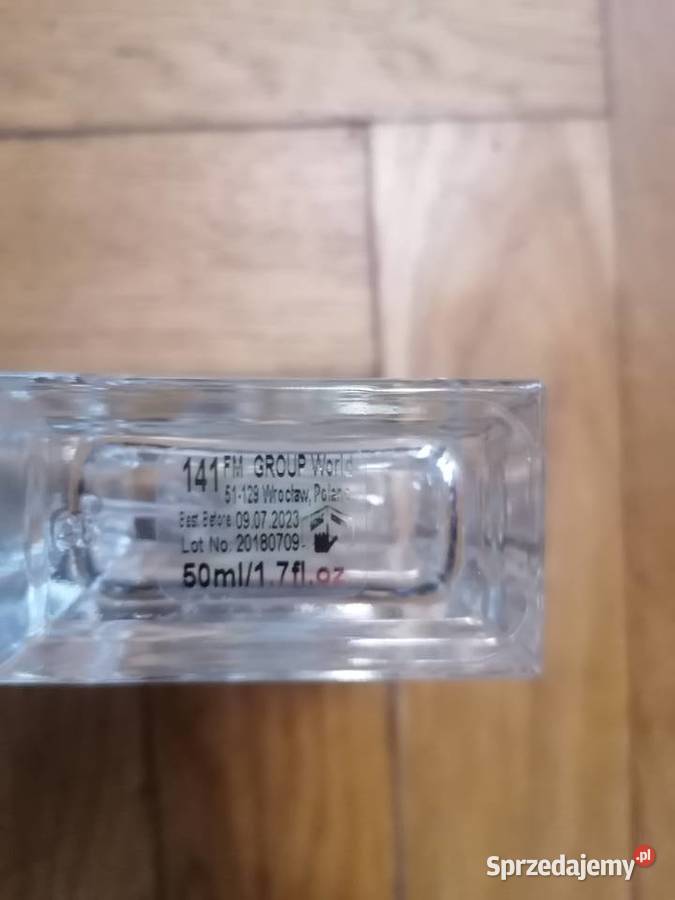 141 FM GROUP World
51-129 Wrocław, Poland
Best Before: 09.07.2023
Lot No: 20180709-
50ml/1.7fl.oz
Sprzedajemy.pl